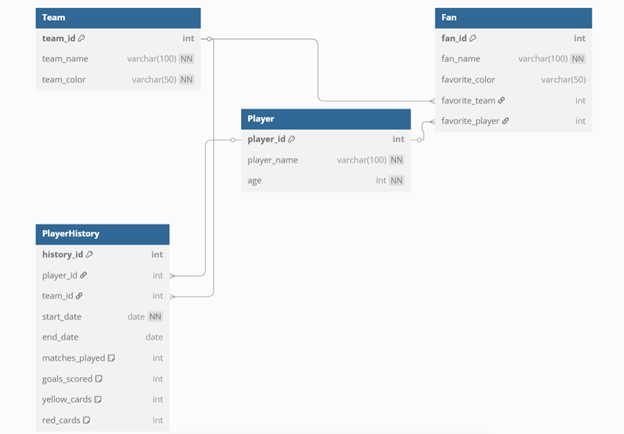 Team
team_id int
team_name varchar(100) NN
team_color varchar(50) NN
Fan
fan_id int
fan_name varchar(100) NN
favorite_color varchar(50)
favorite_team int
favorite_player int
Player
player_id int
player_name varchar(100) NN
age int NN
PlayerHistory
history_id int
player_id int
team_id int
start_date date NN
end_date date
matches_played int
goals_scored int
yellow_cards int
red_cards int